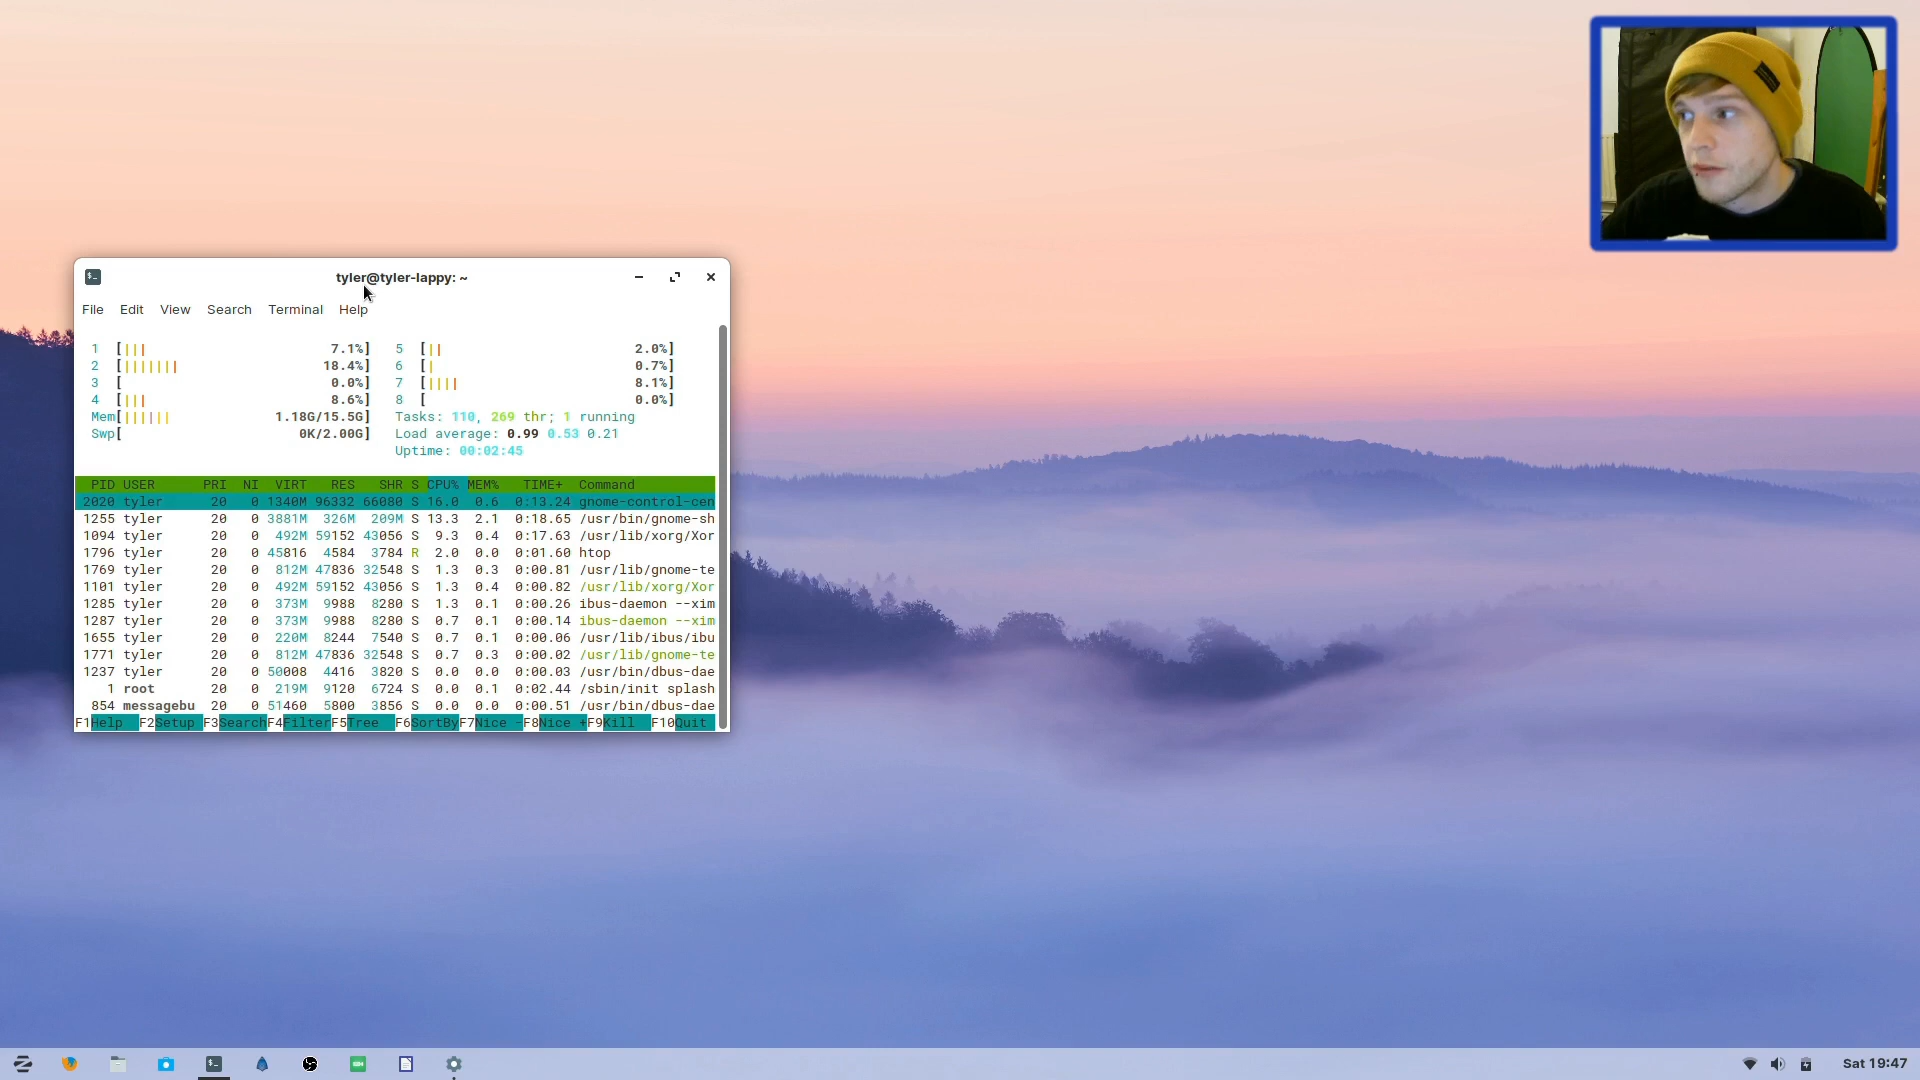 tyler@tyler-lappy: ~
File Edit View Search Terminal Help
1 [||| 7.1%] 5 [|| 2.0%]
2 [||||||| 18.4%] 6 [| 0.7%]
3 [ 0.0%] 7 [|||| 8.1%]
4 [||| 8.6%] 8 [ 0.0%]
Mem[|||||| 1.18G/15.5G] Tasks: 110, 269 thr; 1 running
Swp[ 0K/2.00G] Load average: 0.99 0.53 0.21
Uptime: 00:02:45
PID USER PRI NI VIRT RES SHR S CPU% MEM% TIME+ Command
2020 tyler 20 0 1340M 96332 66080 S 16.0 0.6 0:13.24 gnome-control-cen
1255 tyler 20 0 3881M 326M 209M S 13.3 2.1 0:18.65 /usr/bin/gnome-sh
1094 tyler 20 0 492M 59152 43056 S 9.3 0.4 0:17.63 /usr/lib/xorg/Xor
1796 tyler 20 0 45816 4584 3784 R 2.0 0.0 0:01.60 htop
1769 tyler 20 0 812M 47836 32548 S 1.3 0.3 0:00.81 /usr/lib/gnome-te
1101 tyler 20 0 492M 59152 43056 S 1.3 0.4 0:00.82 /usr/lib/xorg/Xor
1285 tyler 20 0 373M 9988 8280 S 1.3 0.1 0:00.26 ibus-daemon --xim
1287 tyler 20 0 373M 9988 8280 S 0.7 0.1 0:00.14 ibus-daemon --xim
1655 tyler 20 0 220M 8244 7540 S 0.7 0.1 0:00.06 /usr/lib/ibus/ibu
1771 tyler 20 0 812M 47836 32548 S 0.7 0.3 0:00.02 /usr/lib/gnome-te
1237 tyler 20 0 50008 4416 3820 S 0.0 0.0 0:00.03 /usr/bin/dbus-dae
1 root 20 0 219M 9120 6724 S 0.0 0.1 0:02.44 /sbin/init splash
854 messagebu 20 0 51460 5800 3856 S 0.0 0.0 0:00.51 /usr/bin/dbus-dae
F1Help F2Setup F3SearchF4FilterF5Tree F6SortByF7Nice -F8Nice +F9Kill F10Quit
Sat 19:47